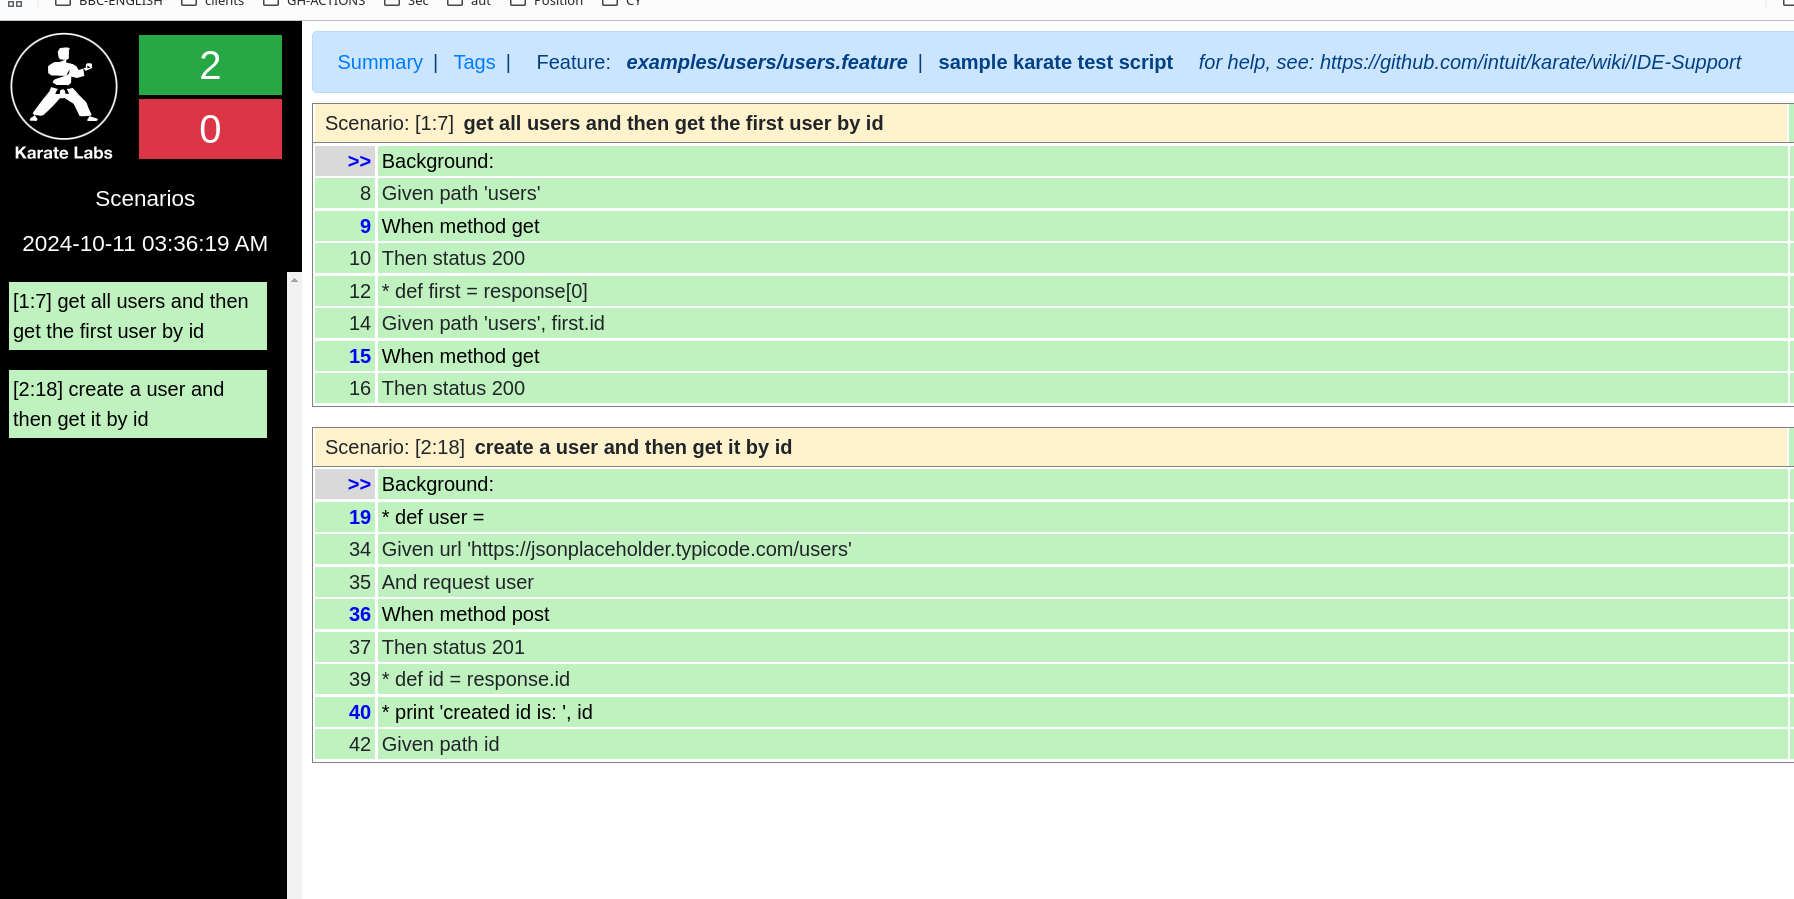 BBC-ENGLISH clients GH-ACTIONS Sec aut Position CY
Karate Labs
2
0
Scenarios
2024-10-11 03:36:19 AM
[1:7] get all users and then
get the first user by id
[2:18] create a user and
then get it by id
Summary | Tags | Feature: examples/users/users.feature | sample karate test script for help, see: https://github.com/intuit/karate/wiki/IDE-Support
Scenario: [1:7] get all users and then get the first user by id
>> Background:
8 Given path 'users'
9 When method get
10 Then status 200
12 * def first = response[0]
14 Given path 'users', first.id
15 When method get
16 Then status 200
Scenario: [2:18] create a user and then get it by id
>> Background:
19 * def user =
34 Given url 'https://jsonplaceholder.typicode.com/users'
35 And request user
36 When method post
37 Then status 201
39 * def id = response.id
40 * print 'created id is: ', id
42 Given path id